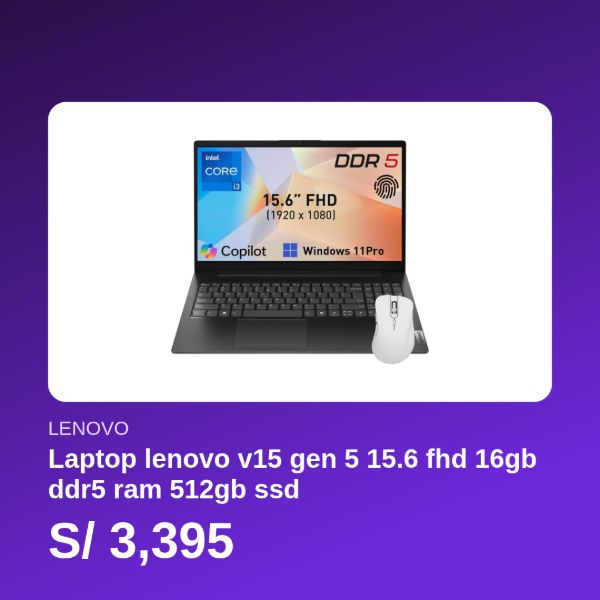 intel
CORE
i3
DDR 5
15.6” FHD
(1920 x 1080)
Copilot
Windows 11Pro
LENOVO
Laptop lenovo v15 gen 5 15.6 fhd 16gb
ddr5 ram 512gb ssd
S/ 3,395